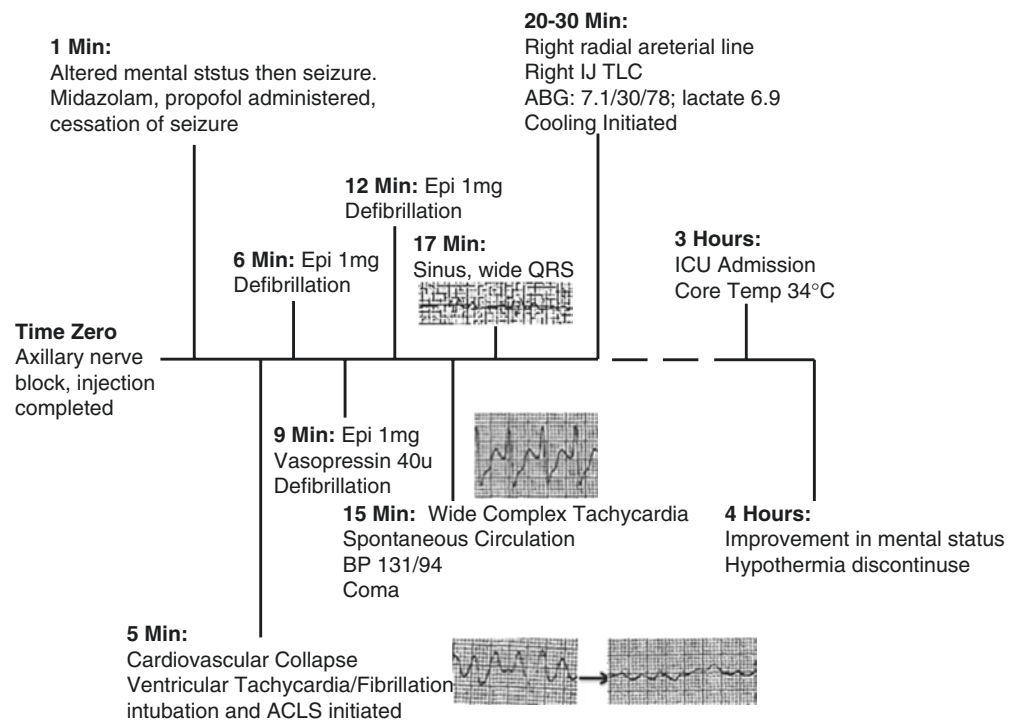 Time Zero
Axillary nerve
block, injection
completed
1 Min:
Altered mental ststus then seizure.
Midazolam, propofol administered,
cessation of seizure
5 Min:
Cardiovascular Collapse
Ventricular Tachycardia/Fibrillation
intubation and ACLS initiated
6 Min: Epi 1mg
Defibrillation
9 Min: Epi 1mg
Vasopressin 40u
Defibrillation
12 Min: Epi 1mg
Defibrillation
15 Min: Wide Complex Tachycardia
Spontaneous Circulation
BP 131/94
Coma
17 Min:
Sinus, wide QRS
20-30 Min:
Right radial areterial line
Right IJ TLC
ABG: 7.1/30/78; lactate 6.9
Cooling Initiated
3 Hours:
ICU Admission
Core Temp 34°C
4 Hours:
Improvement in mental status
Hypothermia discontinuse